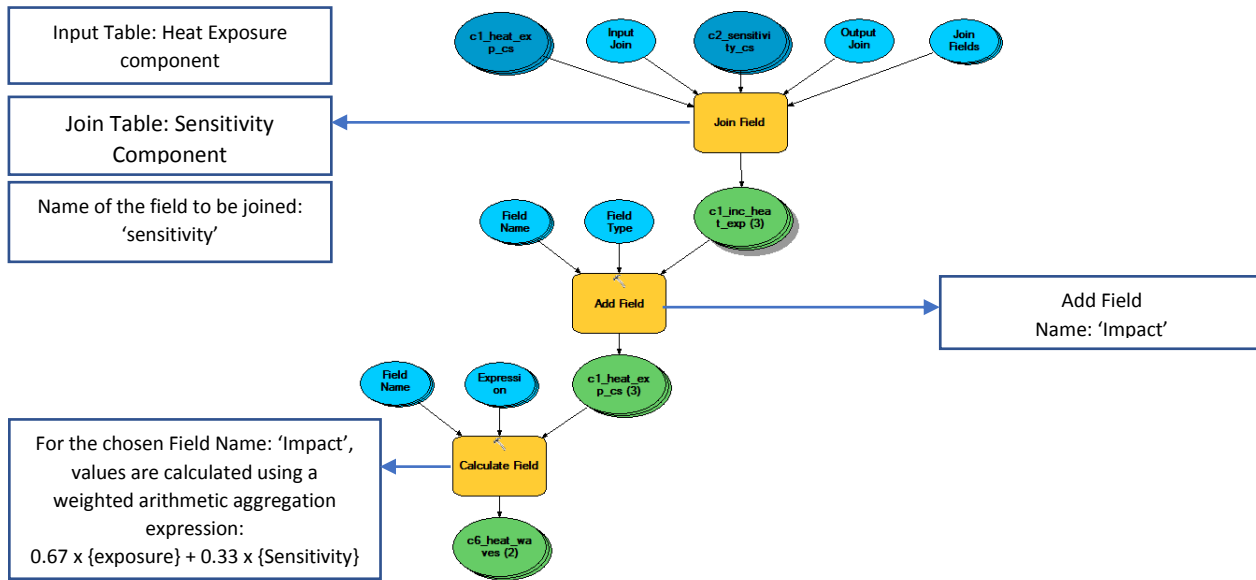 Input Table: Heat Exposure
component
c1_heat_ex
p_cs
Input
Join
c2_sensitivi
ty_cs
Output
Join
Join
Fields
Join Table: Sensitivity
Component
Join Field
Name of the field to be joined:
‘sensitivity’
Field
Name
Field
Type
c1_inc_hea
t_exp (3)
Add Field
Add Field
Name: ‘Impact’
Field
Name
Expressi
on
c1_heat_ex
p_cs (3)
For the chosen Field Name: ‘Impact’,
values are calculated using a
weighted arithmetic aggregation
expression:
0.67 x {exposure} + 0.33 x {Sensitivity}
Calculate Field
c6_heat_wa
ves (2)